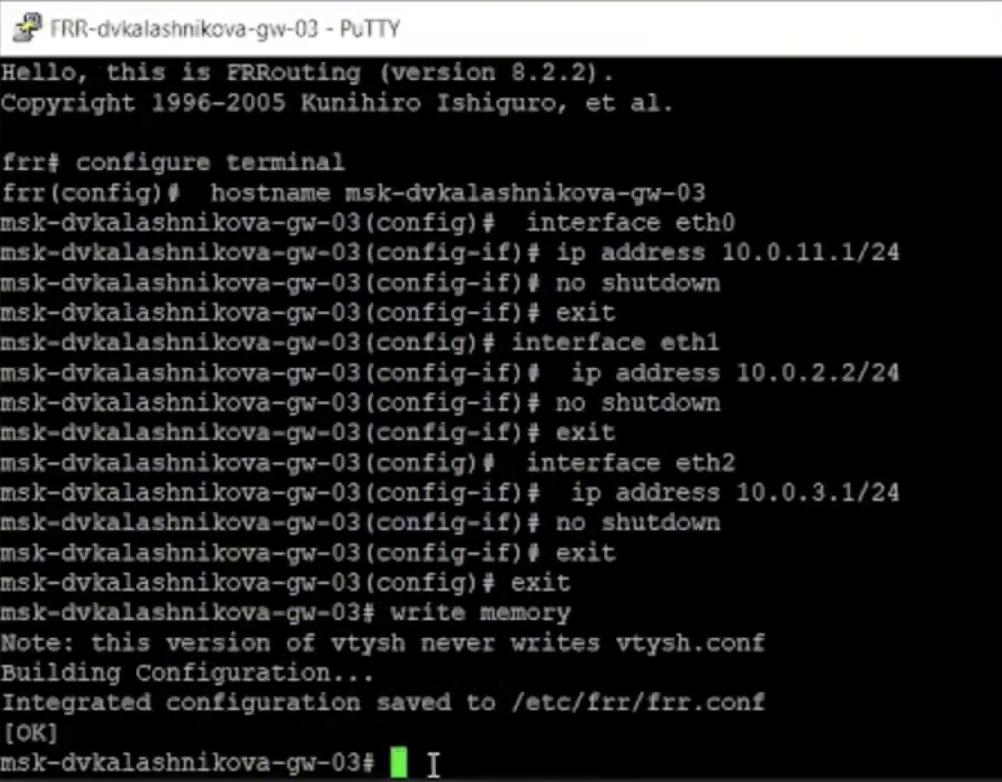 FRR-dvkalashnikova-gw-03 - PuTTY
Hello, this is FRRouting (version 8.2.2).
Copyright 1996-2005 Kunihiro Ishiguro, et al.
frr# configure terminal
frr(config)#  hostname msk-dvkalashnikova-gw-03
msk-dvkalashnikova-gw-03(config)#  interface eth0
msk-dvkalashnikova-gw-03(config-if)# ip address 10.0.11.1/24
msk-dvkalashnikova-gw-03(config-if)# no shutdown
msk-dvkalashnikova-gw-03(config-if)# exit
msk-dvkalashnikova-gw-03(config)# interface eth1
msk-dvkalashnikova-gw-03(config-if)#  ip address 10.0.2.2/24
msk-dvkalashnikova-gw-03(config-if)# no shutdown
msk-dvkalashnikova-gw-03(config-if)# exit
msk-dvkalashnikova-gw-03(config)#  interface eth2
msk-dvkalashnikova-gw-03(config-if)#  ip address 10.0.3.1/24
msk-dvkalashnikova-gw-03(config-if)# no shutdown
msk-dvkalashnikova-gw-03(config-if)# exit
msk-dvkalashnikova-gw-03(config)# exit
msk-dvkalashnikova-gw-03# write memory
Note: this version of vtysh never writes vtysh.conf
Building Configuration...
Integrated configuration saved to /etc/frr/frr.conf
[OK]
msk-dvkalashnikova-gw-03#